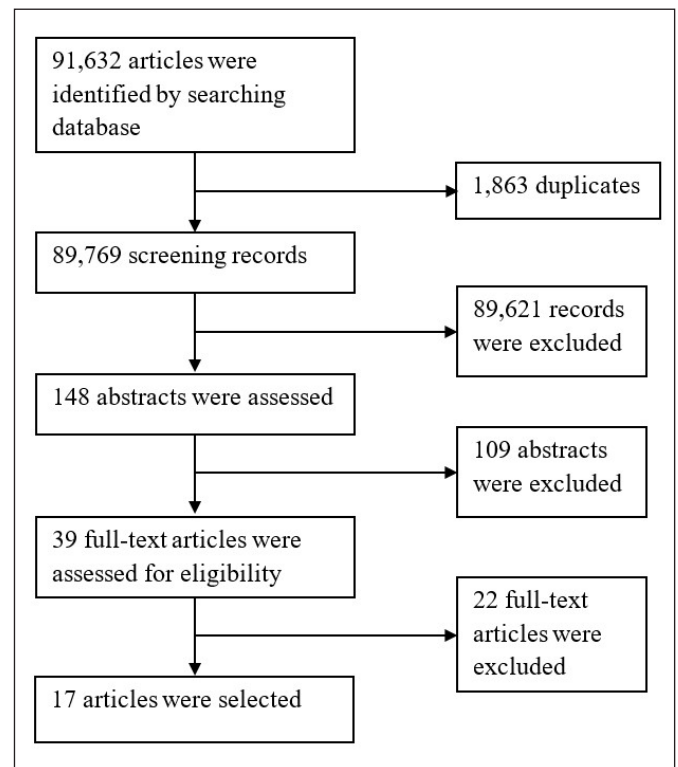 91,632 articles were
identified by searching
database
1,863 duplicates
89,769 screening records
89,621 records
were excluded
148 abstracts were assessed
109 abstracts
were excluded
39 full-text articles were
assessed for eligibility
22 full-text
articles were
excluded
17 articles were selected